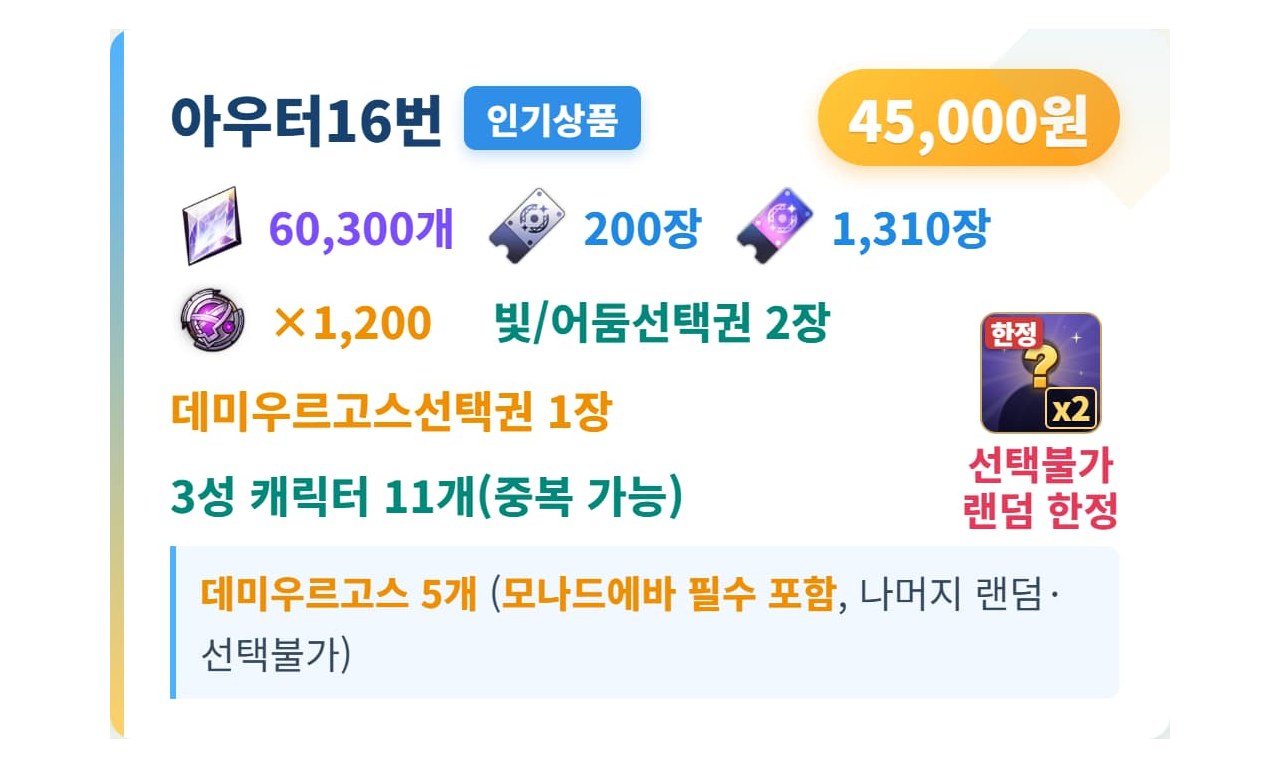 아우터16번 인기상품 45,000원
60,300개 200장 1,310장
×1,200 빛/어둠선택권 2장
한정
?
x2
데미우르고스선택권 1장
선택불가
랜덤 한정
3성 캐릭터 11개(중복 가능)
데미우르고스 5개 (모나드에바 필수 포함, 나머지 랜덤·
선택불가)